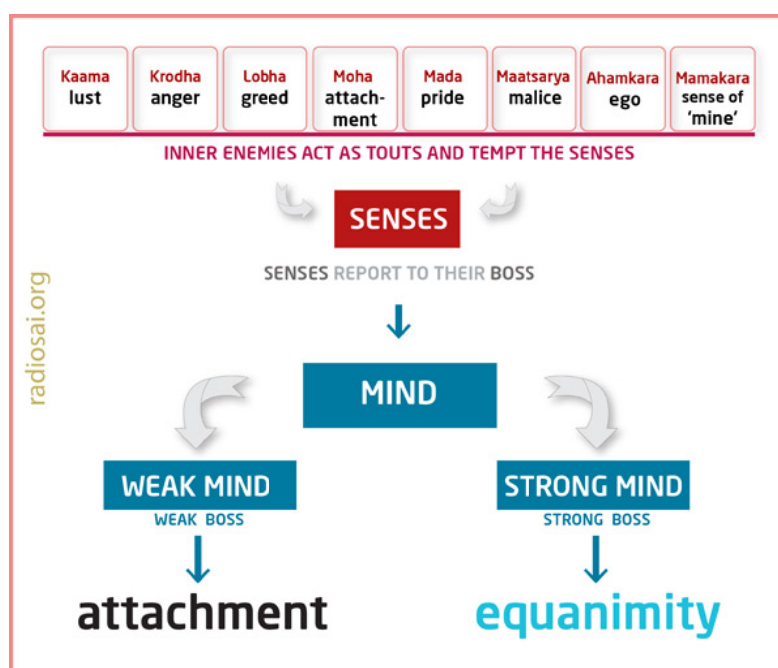 Kaama
lust
Krodha
anger
Lobha
greed
Moha
attach-
ment
Mada
pride
Maatsarya
malice
Ahamkara
ego
Mamakara
sense of
'mine'
INNER ENEMIES ACT AS TOUTS AND TEMPT THE SENSES
SENSES
SENSES REPORT TO THEIR BOSS
MIND
WEAK MIND
WEAK BOSS
attachment
STRONG MIND
STRONG BOSS
equanimity
radiosai.org